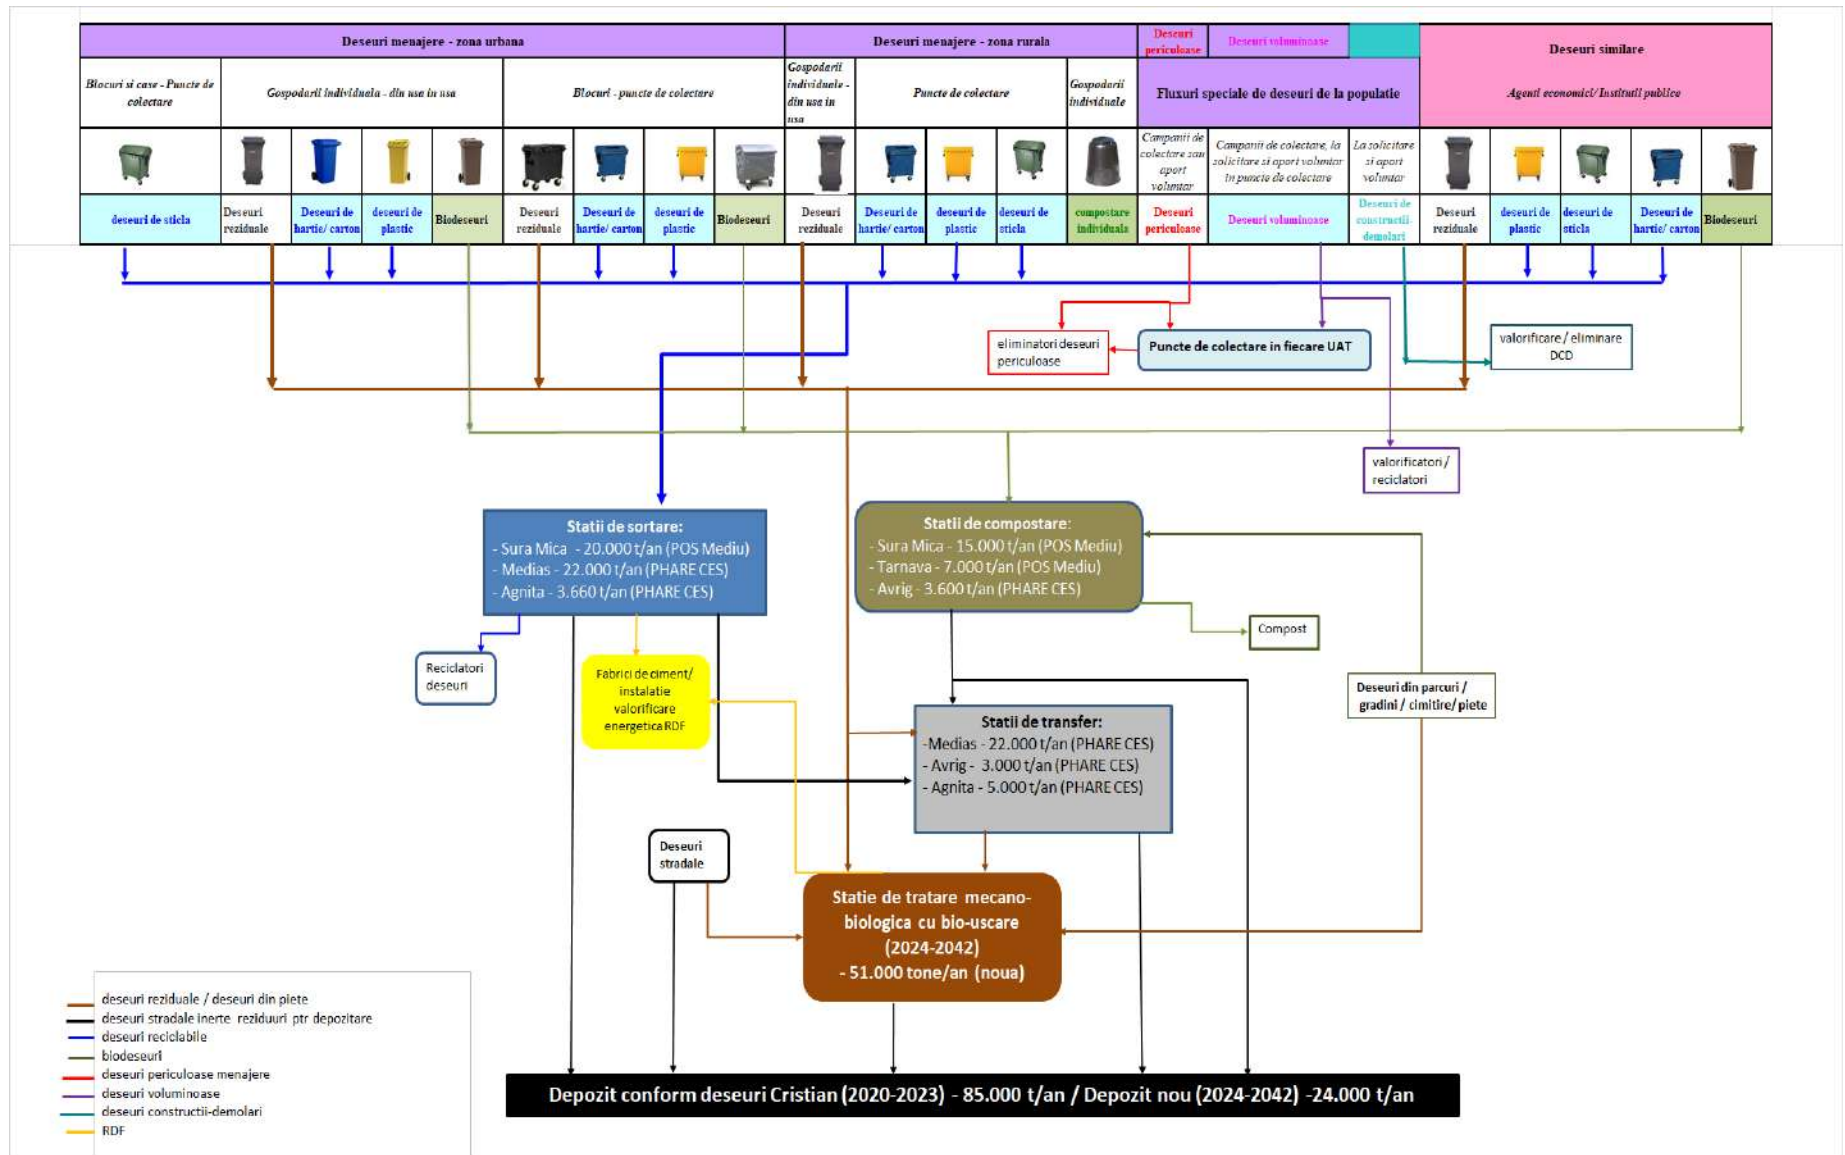 Deseuri menajere - zona urbana
Deseuri menajere - zona rurala
Deseuri
periculoase
Deseuri voluminoase
Deseuri similare
Blocuri si case - Puncte de
colectare
Gospodarii individuala - din usa in usa
Blocuri - puncte de colectare
Gospodarii
individuale -
din usa in
usa
Puncte de colectare
Gospodarii
individuale
Fluxuri speciale de deseuri de la populatie
Agenti economici/ Institutii publice
Campanii de
colectare sau
aport
voluntar
Campanii de colectare, la
solicitare si aport voluntar
in puncte de colectare
La solicitare
si aport
voluntar
deseuri de sticla
Deseuri
reziduale
Deseuri de
hartie/ carton
deseuri de
plastic
Biodeseuri
Deseuri
reziduale
Deseuri de
hartie/ carton
deseuri de
plastic
Biodeseuri
Deseuri
reziduale
Deseuri de
hartie/ carton
deseuri de
plastic
deseuri de
sticla
compostare
individuala
Deseuri
periculoase
Deseuri voluminoase
Deseuri de
constructii-
demolari
Deseuri
reziduale
deseuri de
plastic
deseuri de
sticla
Deseuri de
hartie/ carton
Biodeseuri
eliminatori deseuri
periculoase
Puncte de colectare in fiecare UAT
valorificare / eliminare
DCD
valorificatori /
reciclatori
Statii de sortare:
- Sura Mica - 20.000 t/an (POS Mediu)
- Medias - 22.000 t/an (PHARE CES)
- Agnita - 3.660 t/an (PHARE CES)
Statii de compostare:
- Sura Mica - 15.000 t/an (POS Mediu)
- Tarnava - 7.000 t/an (POS Mediu)
- Avrig - 3.600 t/an (PHARE CES)
Compost
Reciclatori
deseuri
Fabrici de ciment/
instalatie
valorificare
energetica RDF
Deseuri din parcuri /
gradini / cimitire/ piete
Statii de transfer:
-Medias - 22.000 t/an (PHARE CES)
- Avrig - 3.000 t/an (PHARE CES)
- Agnita - 5.000 t/an (PHARE CES)
Deseuri
stradale
Statie de tratare mecano-
biologica cu bio-uscare
(2024-2042)
- 51.000 tone/an (noua)
deseuri reziduale / deseuri din piete
deseuri stradale inerte reziduuri ptr depozitare
deseuri reciclabile
biodeseuri
deseuri periculoase menajere
deseuri voluminoase
deseuri constructii-demolari
RDF
Depozit conform deseuri Cristian (2020-2023) - 85.000 t/an / Depozit nou (2024-2042) -24.000 t/an